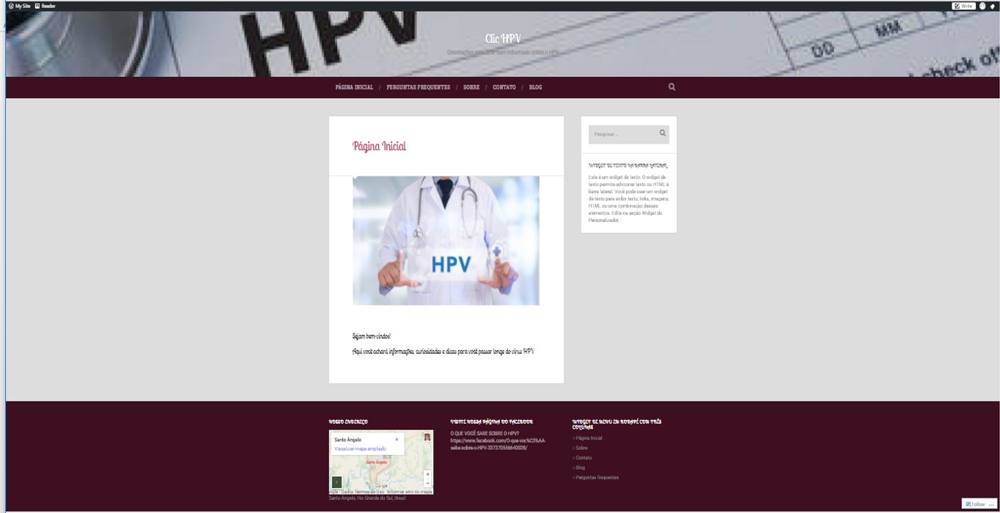 My Site Reader Write
HPV
MM
DD
check off
Clic HPV
Orientações para ficar bem informado sobre o HPV
PÁGINA INICIAL / PERGUNTAS FREQUENTES / SOBRE / CONTATO / BLOG
Página Inicial
HPV
Sejam bem-vindos!
Aqui você achará informações, curiosidades e dicas para você passar longe do vírus HPV
Pesquisar ...
WIDGET DE TEXTO NA BARRA LATERAL
Este é um widget de texto. O widget de
texto permite adicionar texto ou HTML à
barra lateral. Você pode usar um widget
de texto para exibir texto, links, imagens,
HTML ou uma combinação desses
elementos. Edite na seção Widget do
Personalizador.
NOSSO ENDEREÇO
Santo Ângelo
Visualizar mapa ampliado
Santo Ângelo
Google
ogle - Dados Termos de Uso Informar erro no mapa
Santo Ângelo, Rio Grande do Sul, Brasil
VISITE NOSSA PÁGINA DO FACEBOOK
O QUE VOCÊ SABE SOBRE O HPV?
https://www.facebook.com/O-que-voc%C3%AA-
sabe-sobre-o-HPV-337370556640028/
WIDGET DE MENU EM RODAPÉ COM TRÊS
COLUNAS
Página Inicial
Sobre
Contato
Blog
Perguntas frequentes
Follow ...